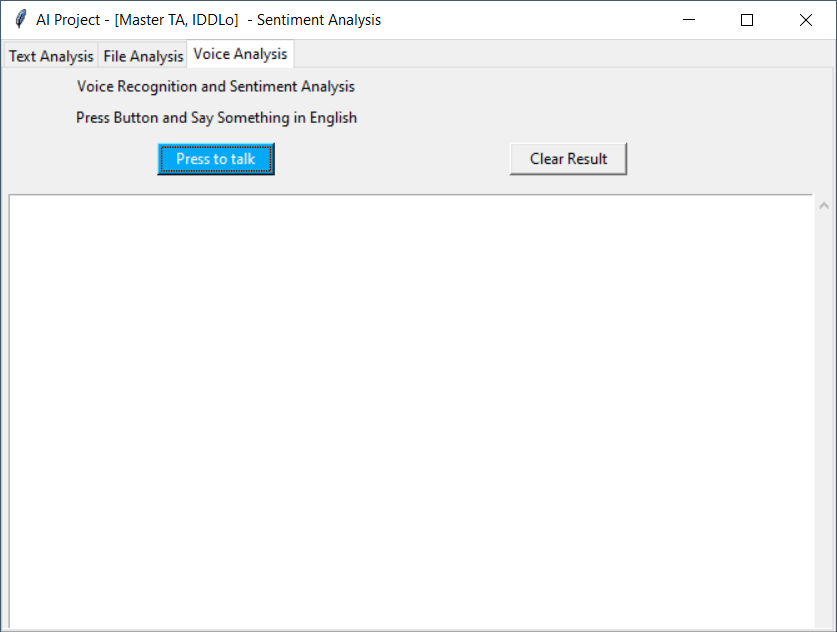 AI Project - [Master TA, IDDLo]  - Sentiment Analysis
Text Analysis File Analysis Voice Analysis
Voice Recognition and Sentiment Analysis
Press Button and Say Something in English
Press to talk Clear Result